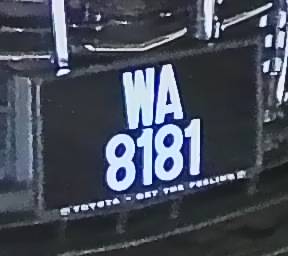 WA
8181
TOYOTA - GET THE FEELING